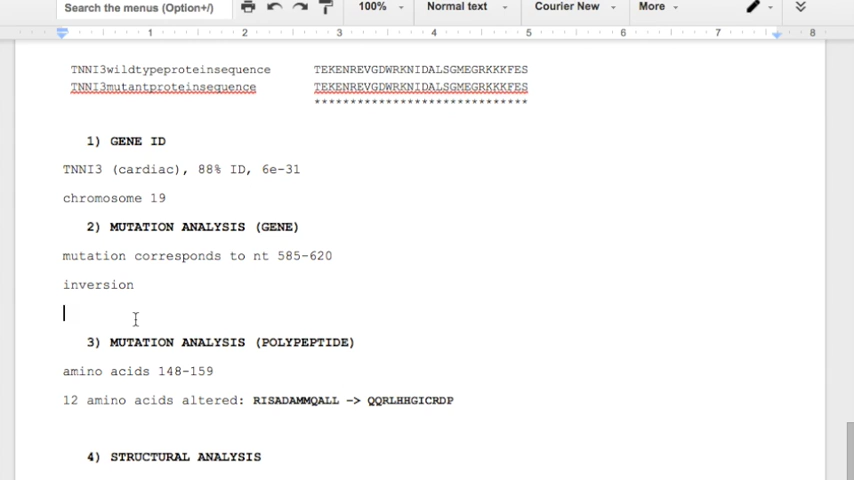 Search the menus (Option+/) 100% Normal text Courier New More
1 2 3 4 5 6 7 8
TNNI3wildtypeproteinsequence TEKENREVGDWRKNIDALSGMEGRKKKFES
TNNI3mutantproteinsequence TEKENREVGDWRKNIDALSGMEGRKKKFES
******************************
1) GENE ID
TNNI3 (cardiac), 88% ID, 6e-31
chromosome 19
2) MUTATION ANALYSIS (GENE)
mutation corresponds to nt 585-620
inversion
3) MUTATION ANALYSIS (POLYPEPTIDE)
amino acids 148-159
12 amino acids altered: RISADAMMQALL -> QQRLHHGICRDP
4) STRUCTURAL ANALYSIS